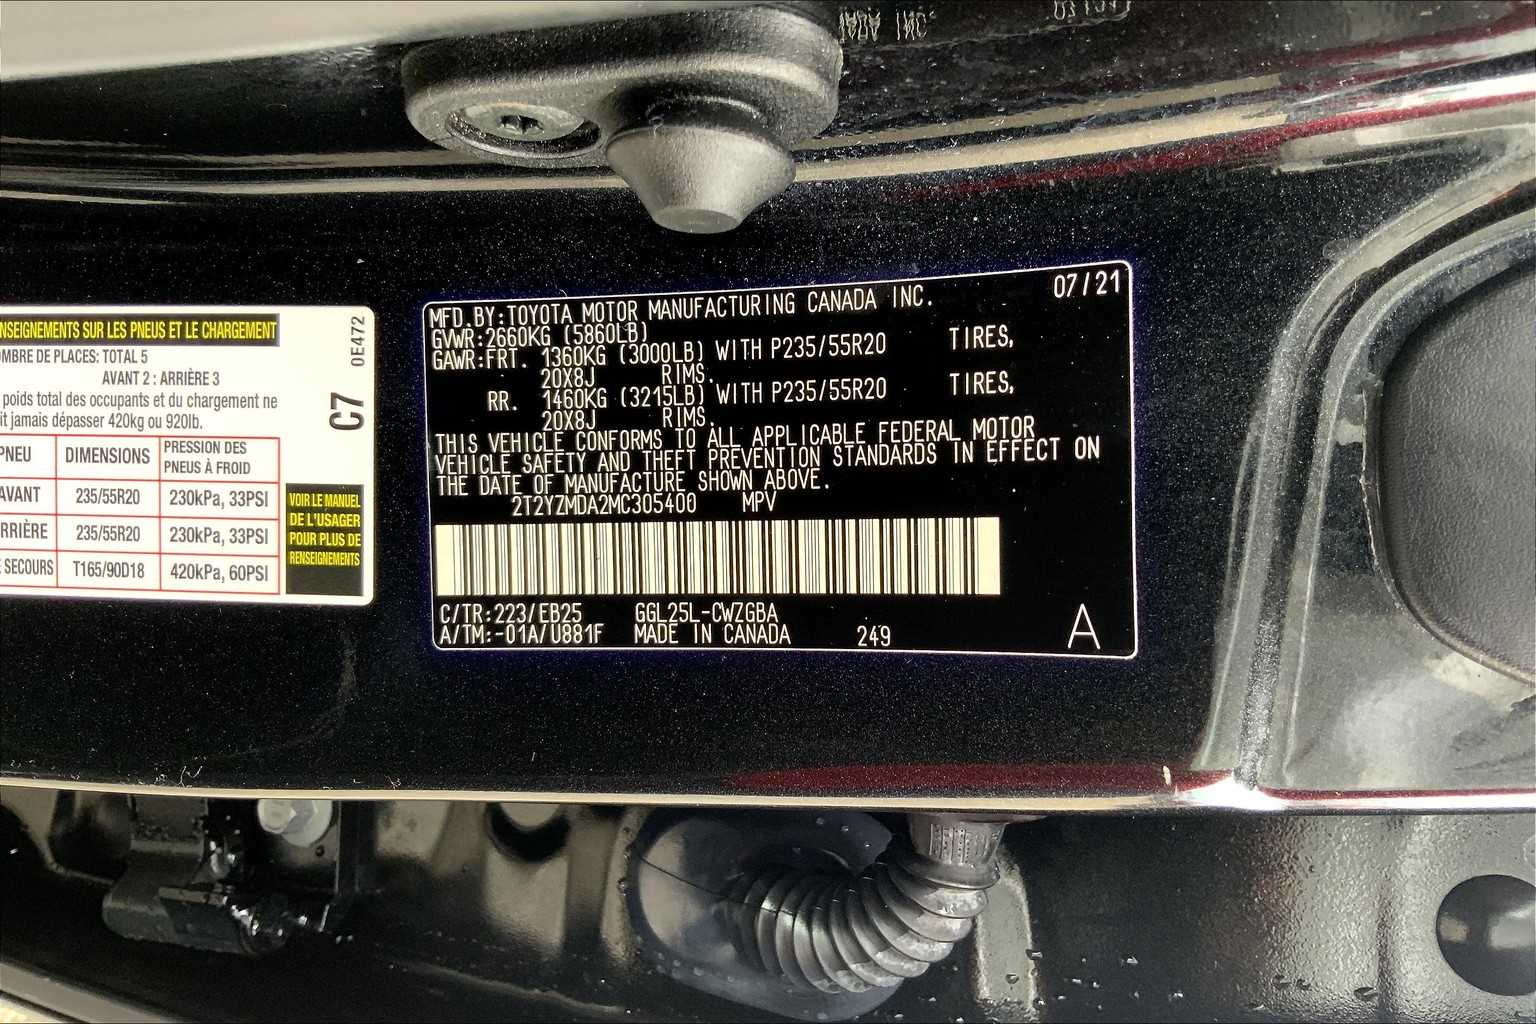 NSEIGNEMENTS SUR LES PNEUS ET LE CHARGEMENT
OMBRE DE PLACES: TOTAL 5
AVANT 2 : ARRIÈRE 3
poids total des occupants et du chargement ne
it jamais dépasser 420kg ou 920lb.
PNEU DIMENSIONS PRESSION DES PNEUS À FROID
AVANT 235/55R20 230kPa, 33PSI
RRIÈRE 235/55R20 230kPa, 33PSI
SECOURS T165/90D18 420kPa, 60PSI
0E472
C7
VOIR LE MANUEL
DE L'USAGER
POUR PLUS DE
RENSEIGNEMENTS
07/21
MFD.BY:TOYOTA MOTOR MANUFACTURING CANADA INC.
GVWR:2660KG (5860LB)
GAWR:FRT. 1360KG (3000LB) WITH P235/55R20 TIRES,
20X8J RIMS.
RR. 1460KG (3215LB) WITH P235/55R20 TIRES,
20X8J RIMS.
THIS VEHICLE CONFORMS TO ALL APPLICABLE FEDERAL MOTOR
VEHICLE SAFETY AND THEFT PREVENTION STANDARDS IN EFFECT ON
THE DATE OF MANUFACTURE SHOWN ABOVE.
2T2YZMDA2MC305400 MPV
C/TR:223/EB25 GGL25L-CWZGBA
A/TM:-01A/U881F MADE IN CANADA 249
A